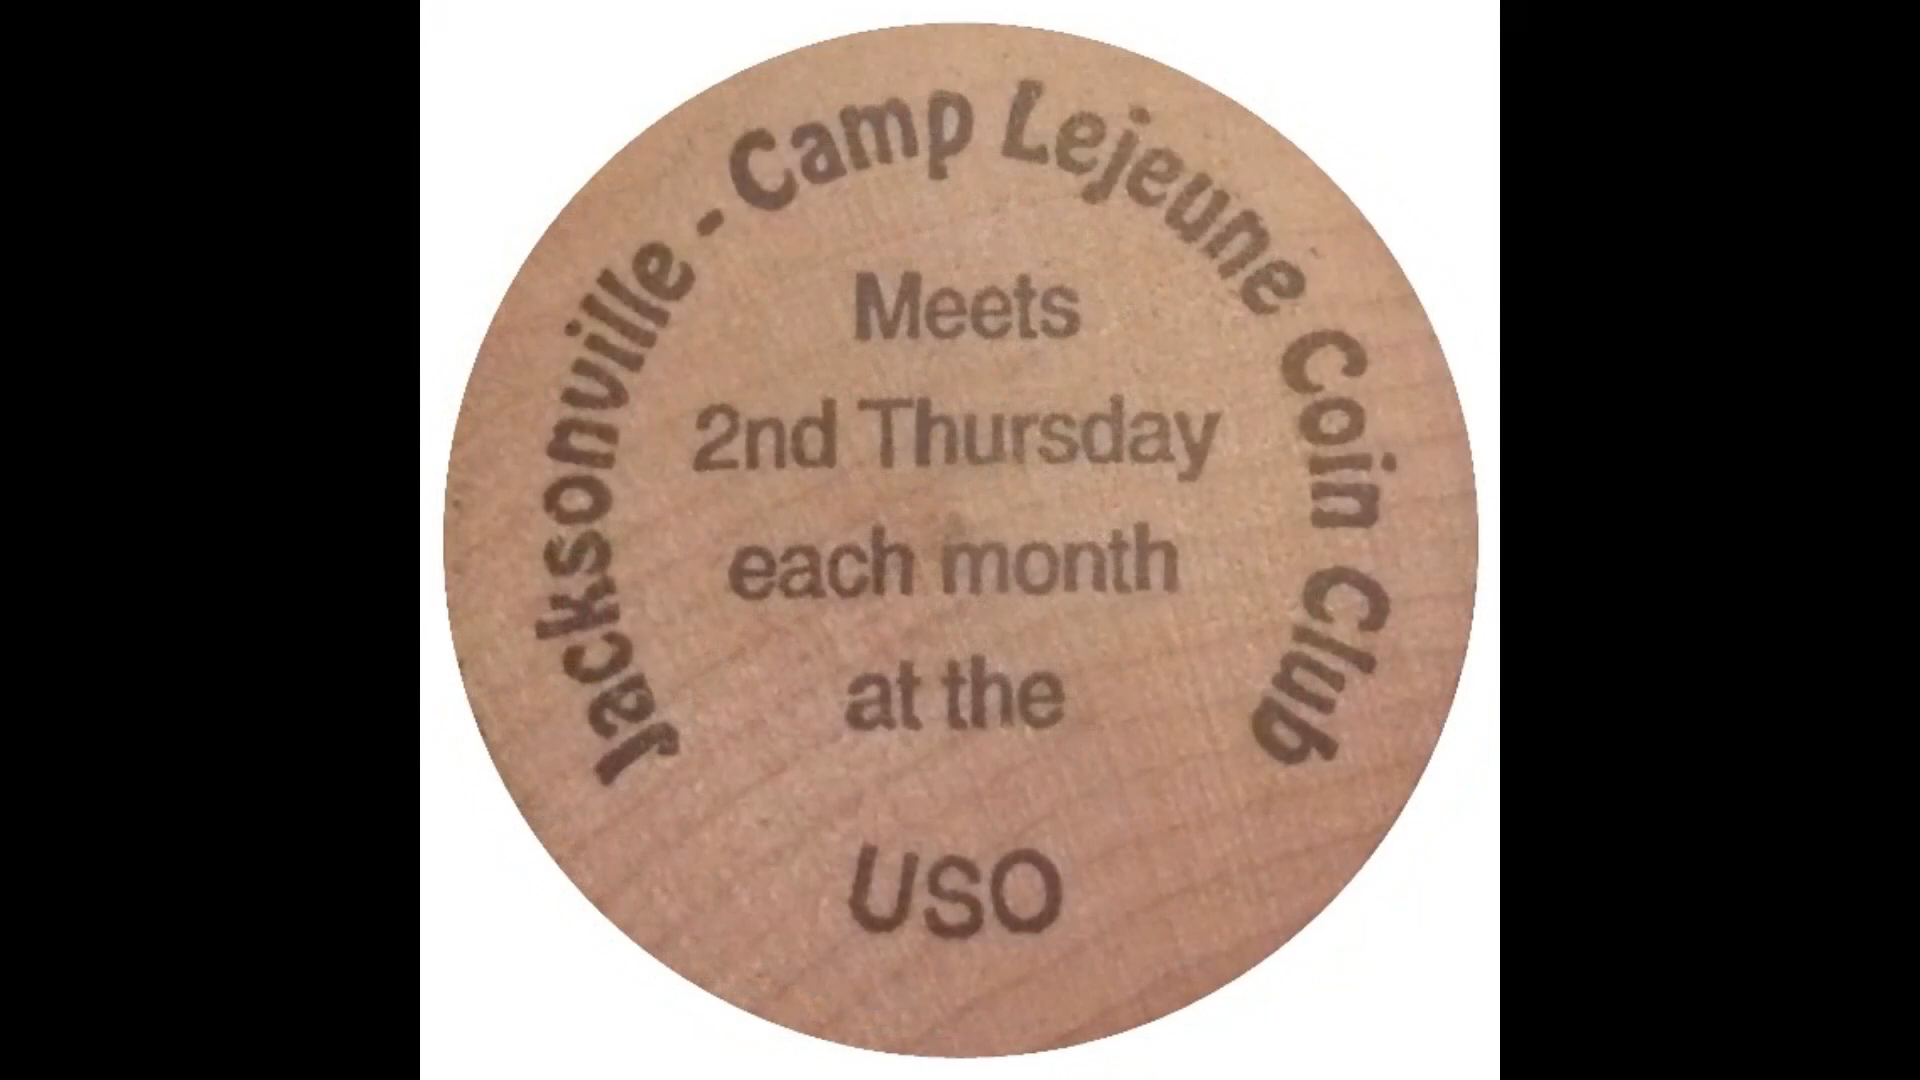 Jacksonville - Camp Lejeune Coin Club
Meets
2nd Thursday
each month
at the
USO